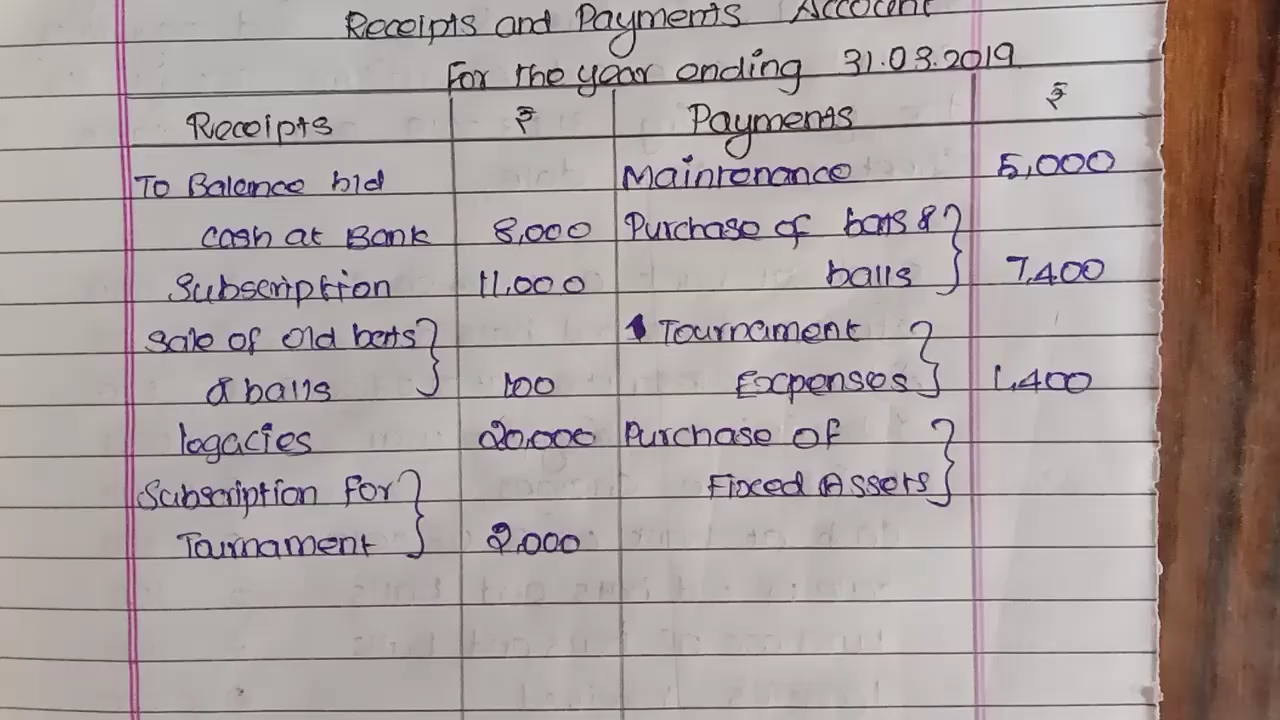 Receipts and Payments Account
For the year ending 31.03.2019
Receipts ₹ Payments ₹
To Balance b/d Maintenance 5,000
Cash at Bank 8,000 Purchase of bats &
balls 7,400
Subscription 11,000
Sale of Old bats Tournament
& balls 100 Expenses 1,400
legacies 20,000 Purchase of
Subscription For Fixed Assets
Tournament 2,000